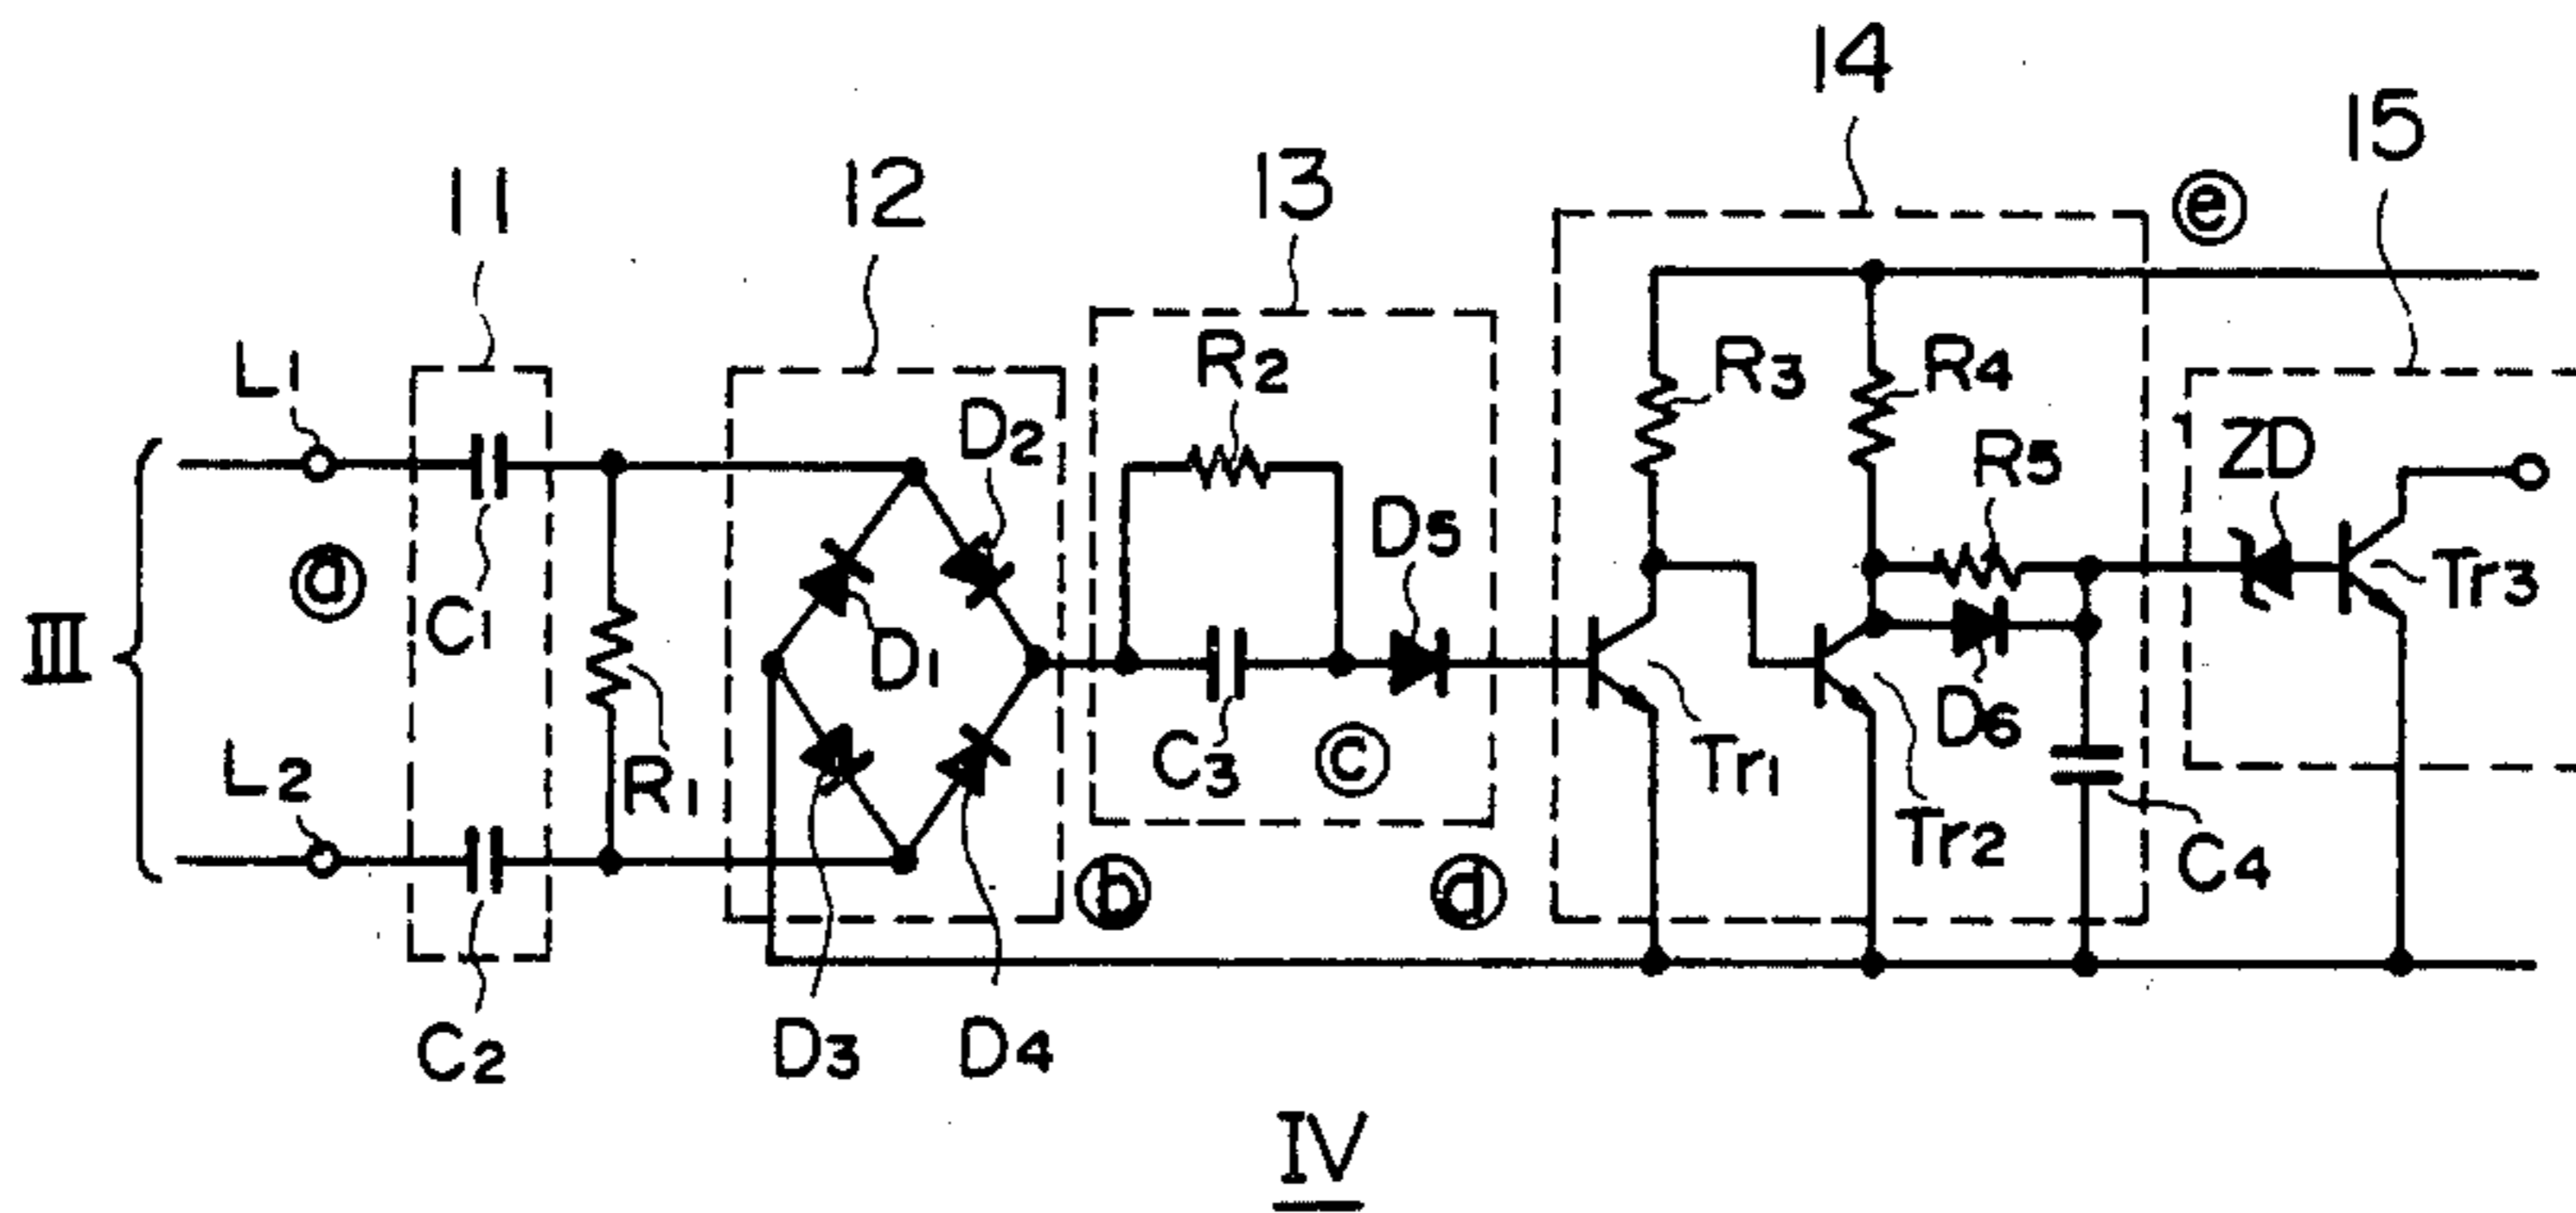 14
15
13
ⓔ
12
11
R2
R3
R4
L1
D2
R5
ZD
D5
ⓐ
Tr3
C1
III
D1
D6
C3
ⓒ
Tr1
L2
R1
Tr2
C4
ⓑ
ⓓ
C2
D3
D4
IV